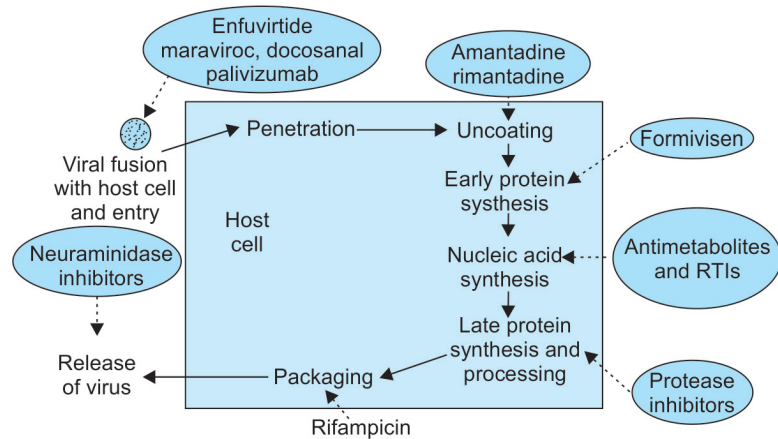 Enfuvirtide
maraviroc, docosanal
palivizumab
Amantadine
rimantadine
Penetration
Uncoating
Formivisen
Viral fusion
with host cell
and entry
Early protein
systhesis
Host
cell
Neuraminidase
inhibitors
Nucleic acid
synthesis
Antimetabolites
and RTIs
Late protein
synthesis and
processing
Release
of virus
Packaging
Protease
inhibitors
Rifampicin